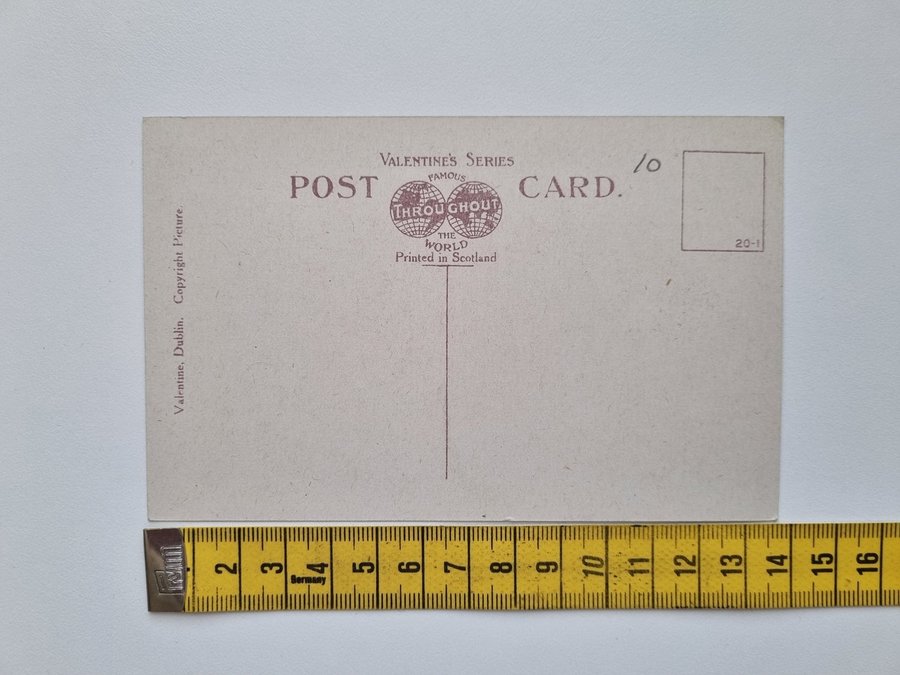 VALENTINE'S SERIES
POST CARD.
FAMOUS
THROUGHOUT
THE
WORLD
Printed in Scotland
10
20-1
Valentine, Dublin. Copyright Picture.
2 3 4 5 6 7 8 9 10 11 12 13 14 15 16
Germany